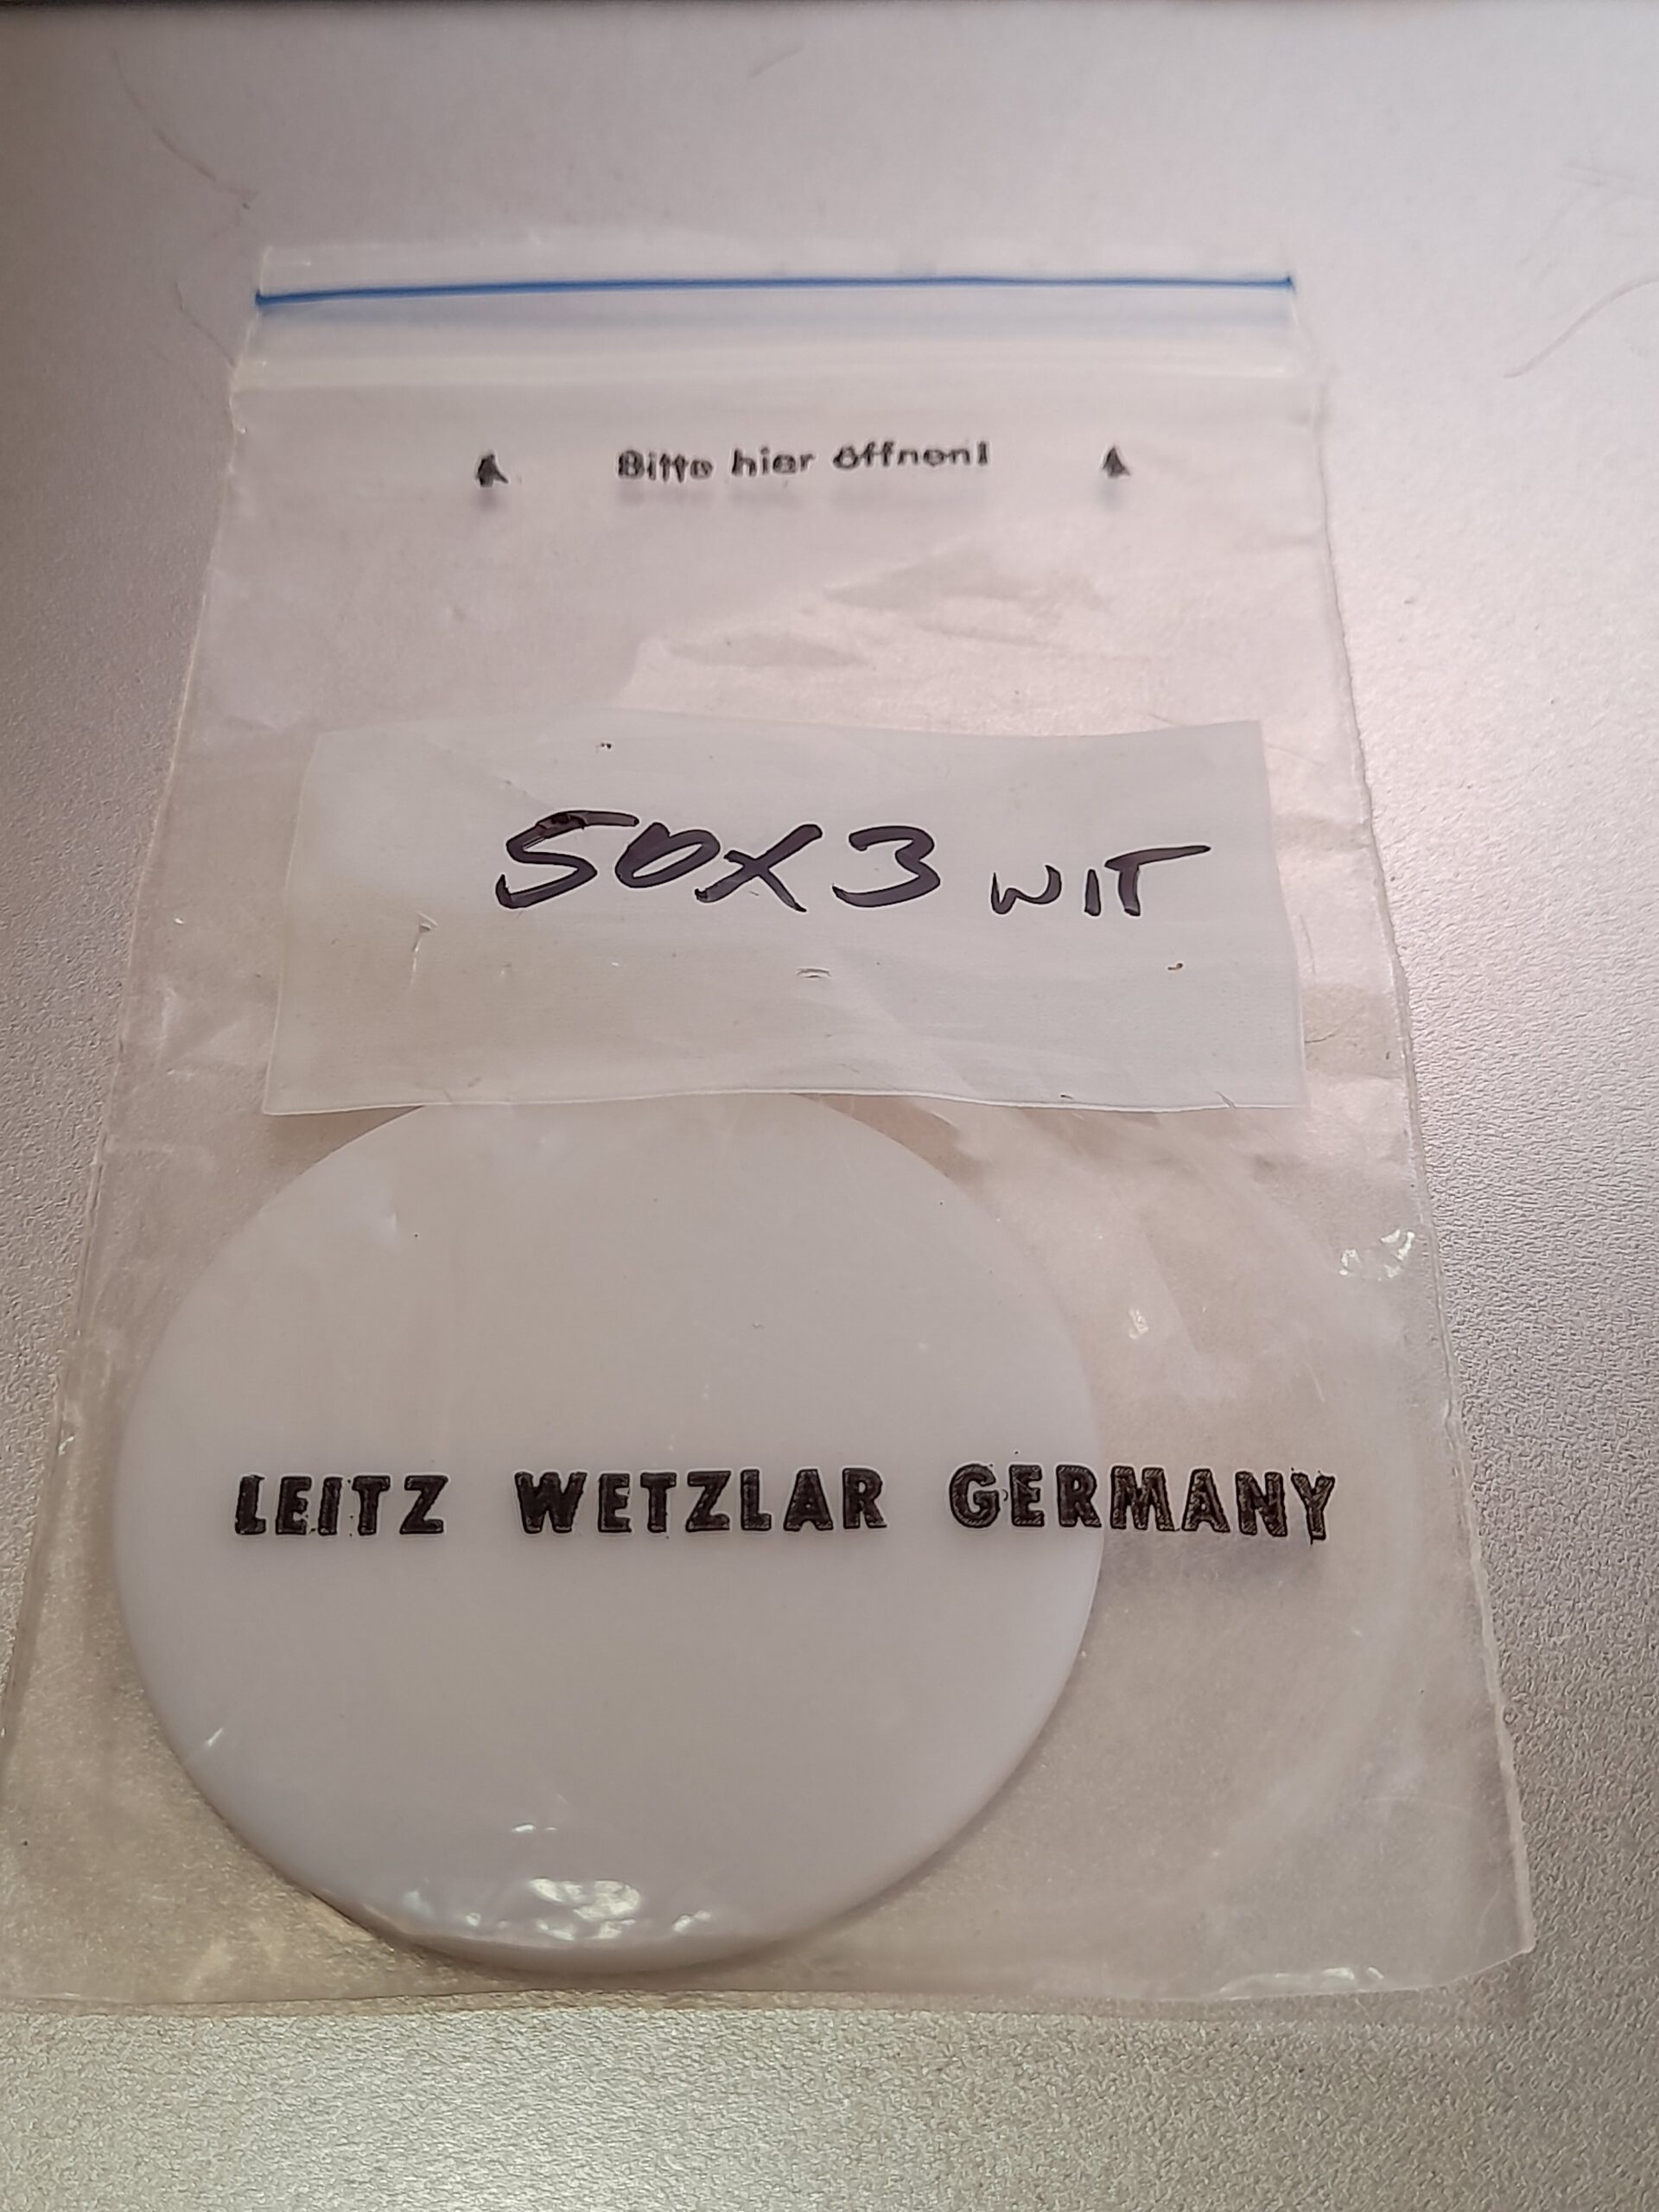 Bitte hier öffnen!
50X3 WIT
LEITZ WETZLAR GERMANY